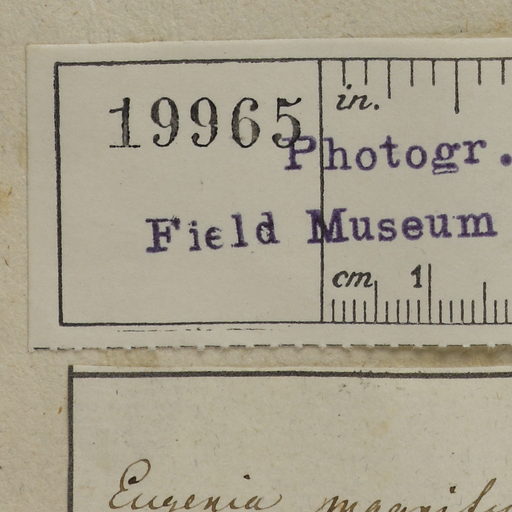 19965
in.
Photogr.
Field Museum
cm 1
Eugenia